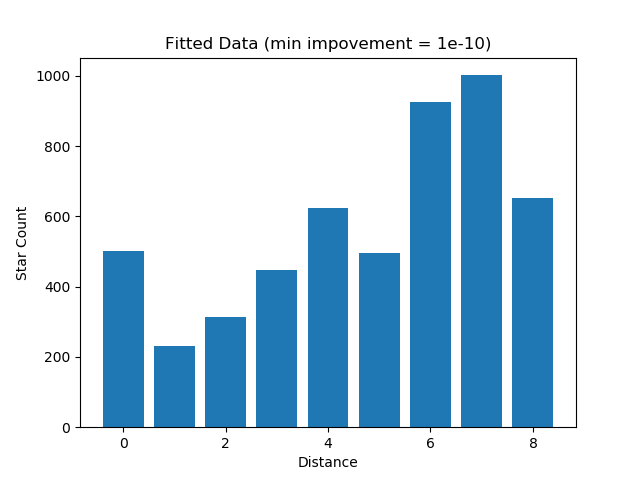 Fitted Data (min impovement = 1e-10)
1000
800
600
400
200
0
Star Count
0 2 4 6 8
Distance